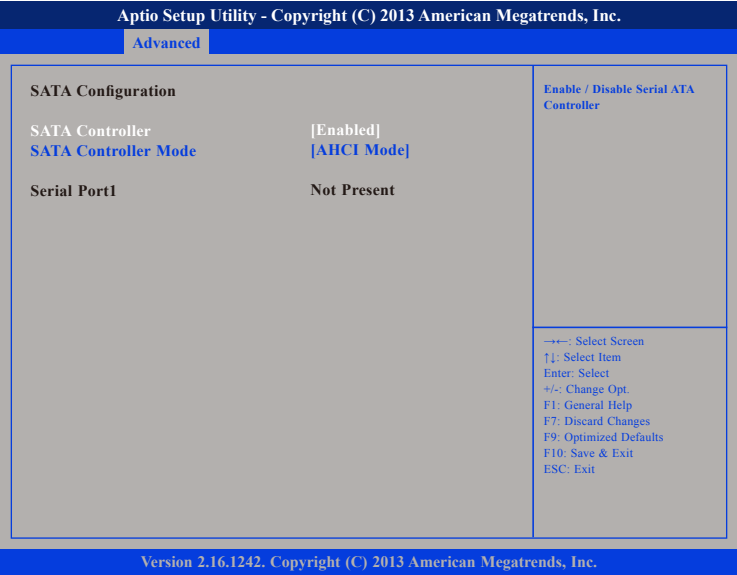 Aptio Setup Utility - Copyright (C) 2013 American Megatrends, Inc.
Advanced
SATA Configuration
SATA Controller [Enabled]
SATA Controller Mode [AHCI Mode]
Serial Port1 Not Present
Enable / Disable Serial ATA
Controller
→←: Select Screen
↑↓: Select Item
Enter: Select
+/-: Change Opt.
F1: General Help
F7: Discard Changes
F9: Optimized Defaults
F10: Save & Exit
ESC: Exit
Version 2.16.1242. Copyright (C) 2013 American Megatrends, Inc.